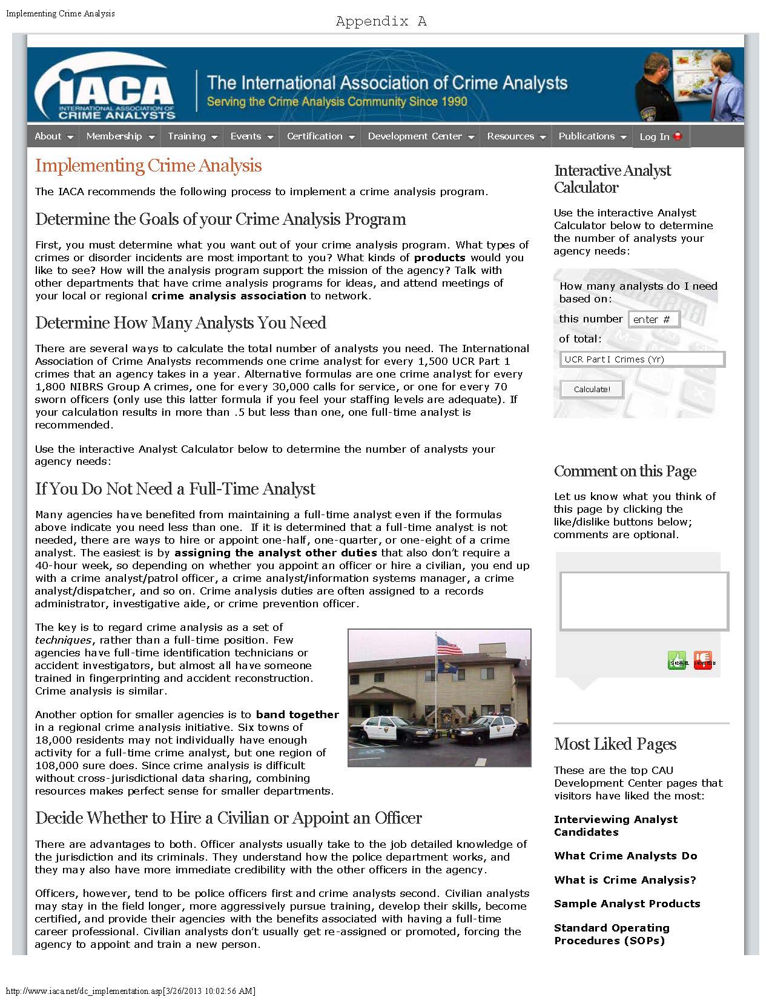 Implementing Crime Analysis
Appendix A
iACA
INTERNATIONAL ASSOCIATION OF
CRIME ANALYSTS
The International Association of Crime Analysts
Serving the Crime Analysis Community Since 1990
About Membership Training Events Certification Development Center Resources Publications Log In
Implementing Crime Analysis
The IACA recommends the following process to implement a crime analysis program.
Determine the Goals of your Crime Analysis Program
First, you must determine what you want out of your crime analysis program. What types of
crimes or disorder incidents are most important to you? What kinds of products would you
like to see? How will the analysis program support the mission of the agency? Talk with
other departments that have crime analysis programs for ideas, and attend meetings of
your local or regional crime analysis association to network.
Determine How Many Analysts You Need
There are several ways to calculate the total number of analysts you need. The International
Association of Crime Analysts recommends one crime analyst for every 1,500 UCR Part 1
crimes that an agency takes in a year. Alternative formulas are one crime analyst for every
1,800 NIBRS Group A crimes, one for every 30,000 calls for service, or one for every 70
sworn officers (only use this latter formula if you feel your staffing levels are adequate). If
your calculation results in more than .5 but less than one, one full-time analyst is
recommended.
Use the interactive Analyst Calculator below to determine the number of analysts your
agency needs:
If You Do Not Need a Full-Time Analyst
Many agencies have benefited from maintaining a full-time analyst even if the formulas
above indicate you need less than one. If it is determined that a full-time analyst is not
needed, there are ways to hire or appoint one-half, one-quarter, or one-eight of a crime
analyst. The easiest is by assigning the analyst other duties that also don't require a
40-hour week, so depending on whether you appoint an officer or hire a civilian, you end up
with a crime analyst/patrol officer, a crime analyst/information systems manager, a crime
analyst/dispatcher, and so on. Crime analysis duties are often assigned to a records
administrator, investigative aide, or crime prevention officer.
The key is to regard crime analysis as a set of
techniques, rather than a full-time position. Few
agencies have full-time identification technicians or
accident investigators, but almost all have someone
trained in fingerprinting and accident reconstruction.
Crime analysis is similar.
Another option for smaller agencies is to band together
in a regional crime analysis initiative. Six towns of
18,000 residents may not individually have enough
activity for a full-time crime analyst, but one region of
108,000 sure does. Since crime analysis is difficult
without cross-jurisdictional data sharing, combining
resources makes perfect sense for smaller departments.
Decide Whether to Hire a Civilian or Appoint an Officer
There are advantages to both. Officer analysts usually take to the job detailed knowledge of
the jurisdiction and its criminals. They understand how the police department works, and
they may also have more immediate credibility with the other officers in the agency.
Officers, however, tend to be police officers first and crime analysts second. Civilian analysts
may stay in the field longer, more aggressively pursue training, develop their skills, become
certified, and provide their agencies with the benefits associated with having a full-time
career professional. Civilian analysts don't usually get re-assigned or promoted, forcing the
agency to appoint and train a new person.
Interactive Analyst
Calculator
Use the interactive Analyst
Calculator below to determine
the number of analysts your
agency needs:
How many analysts do I need
based on:
this number enter #
of total:
UCR Part I Crimes (Yr)
Calculate!
Comment on this Page
Let us know what you think of
this page by clicking the
like/dislike buttons below;
comments are optional.
Most Liked Pages
These are the top CAU
Development Center pages that
visitors have liked the most:
Interviewing Analyst
Candidates
What Crime Analysts Do
What is Crime Analysis?
Sample Analyst Products
Standard Operating
Procedures (SOPs)
http://www.iaca.net/dc_implementation.asp[3/26/2013 10:02:56 AM]